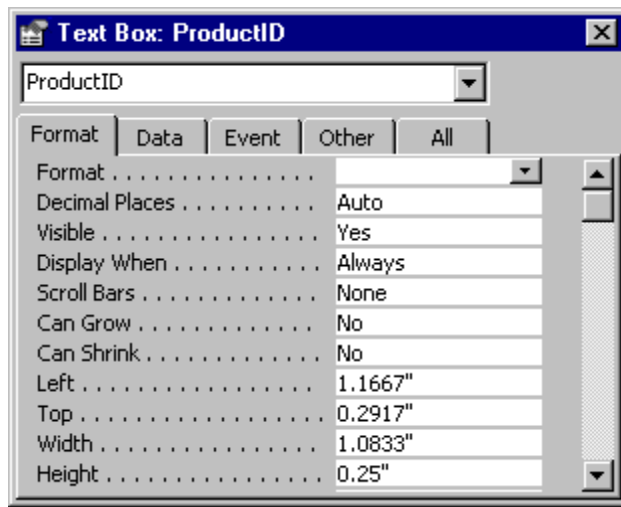 Text Box: ProductID
ProductID
Format Data Event Other All
Format . . . . . . . . . . . . . . . .
Decimal Places . . . . . . . . . . Auto
Visible . . . . . . . . . . . . . . . . . Yes
Display When . . . . . . . . . . . Always
Scroll Bars . . . . . . . . . . . . . None
Can Grow . . . . . . . . . . . . . No
Can Shrink . . . . . . . . . . . . . No
Left . . . . . . . . . . . . . . . . . . 1.1667"
Top . . . . . . . . . . . . . . . . . . . 0.2917"
Width . . . . . . . . . . . . . . . . 1.0833"
Height . . . . . . . . . . . . . . . . 0.25"